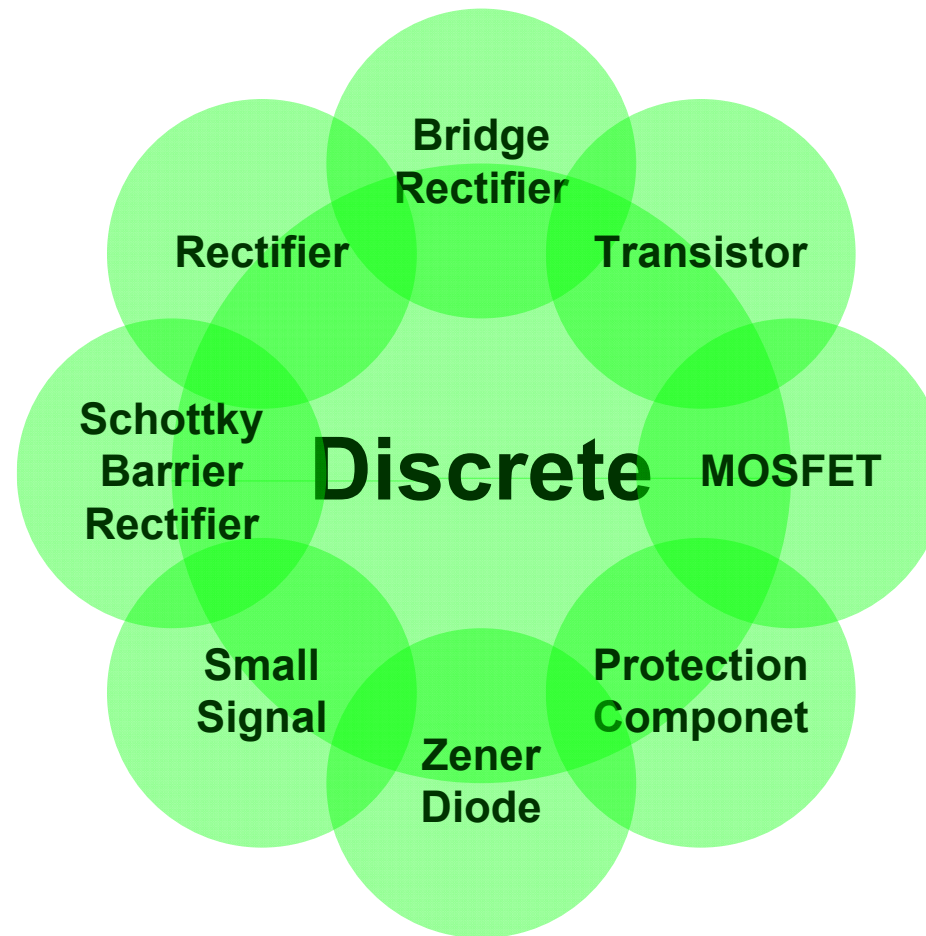 Bridge
Rectifier
Rectifier
Transistor
Schottky
Barrier
Rectifier
Discrete
MOSFET
Small
Signal
Protection
Componet
Zener
Diode